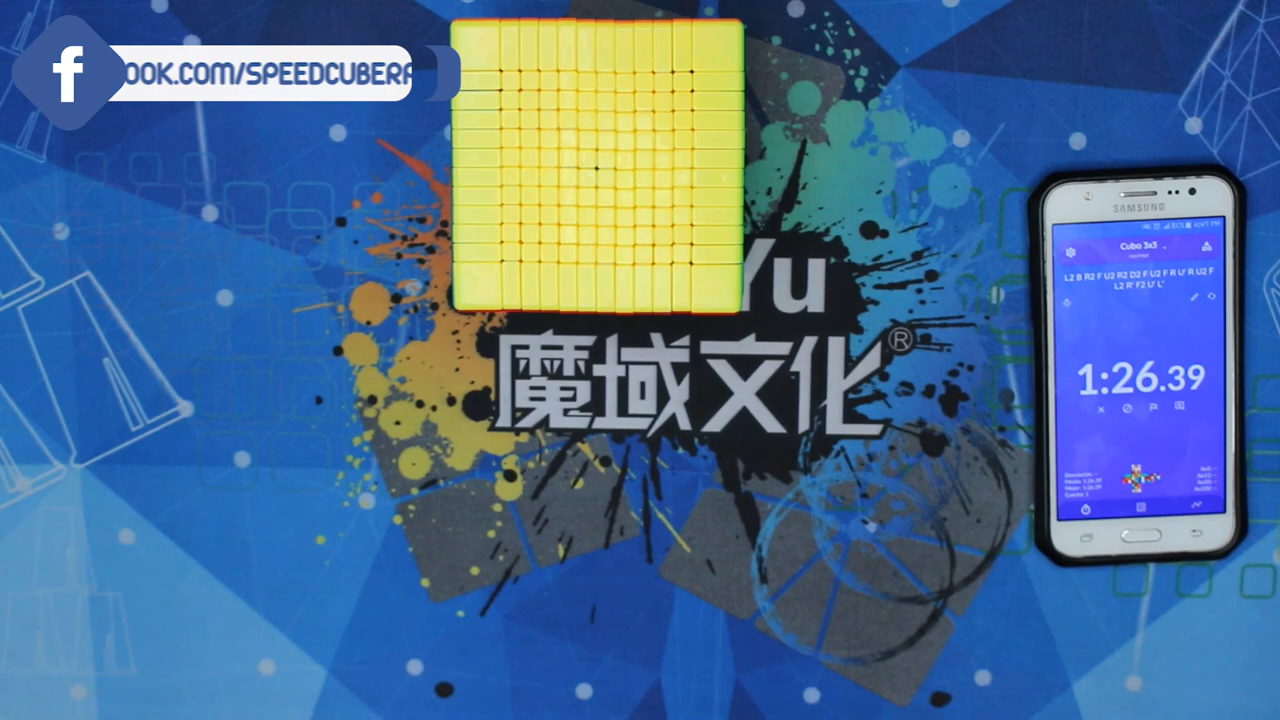 f
OOK.COM/SPEEDCUBERA
Yu
魔域文化®
SAMSUNG
Cubo 3x3
normal
L2 B R2 F U2 R2 D2 F U2 F R U' R U2 F
L2 R' F2 U' L'
1:26.39